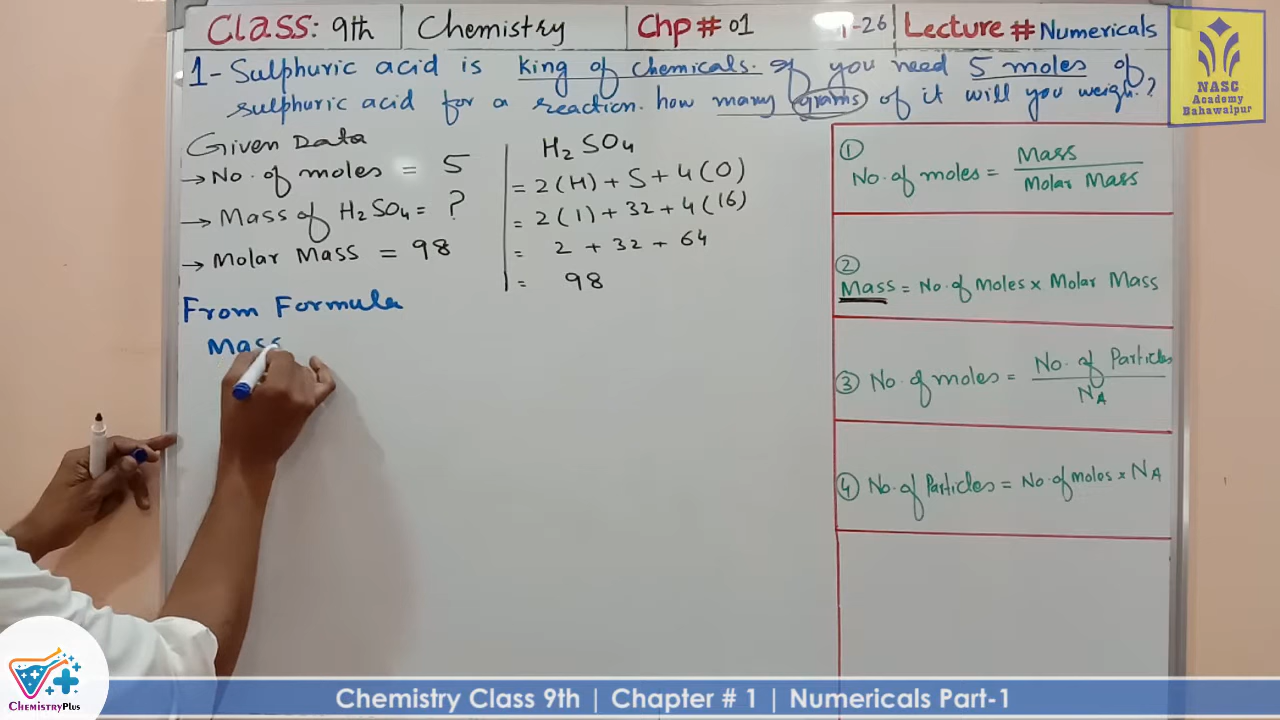 Class: 9th Chemistry Chp # 01 1-26 Lecture # Numericals
1- Sulphuric acid is king of chemicals. If you need 5 moles of
sulphuric acid for a reaction. how many grams of it will you weigh?
NASC
Academy
Bahawalpur
Given Data
→ No. of moles = 5
→ Mass of H2SO4 = ?
→ Molar Mass = 98
H2SO4
= 2(H) + S + 4(O)
= 2(1) + 32 + 4(16)
= 2 + 32 + 64
= 98
From Formula
Mass
① No. of moles = Mass / Molar Mass
② Mass = No. of Moles x Molar Mass
③ No. of moles = No. of Particles / NA
④ No. of Particles = No. of moles x NA
Chemistry Plus
Chemistry Class 9th | Chapter # 1 | Numericals Part-1